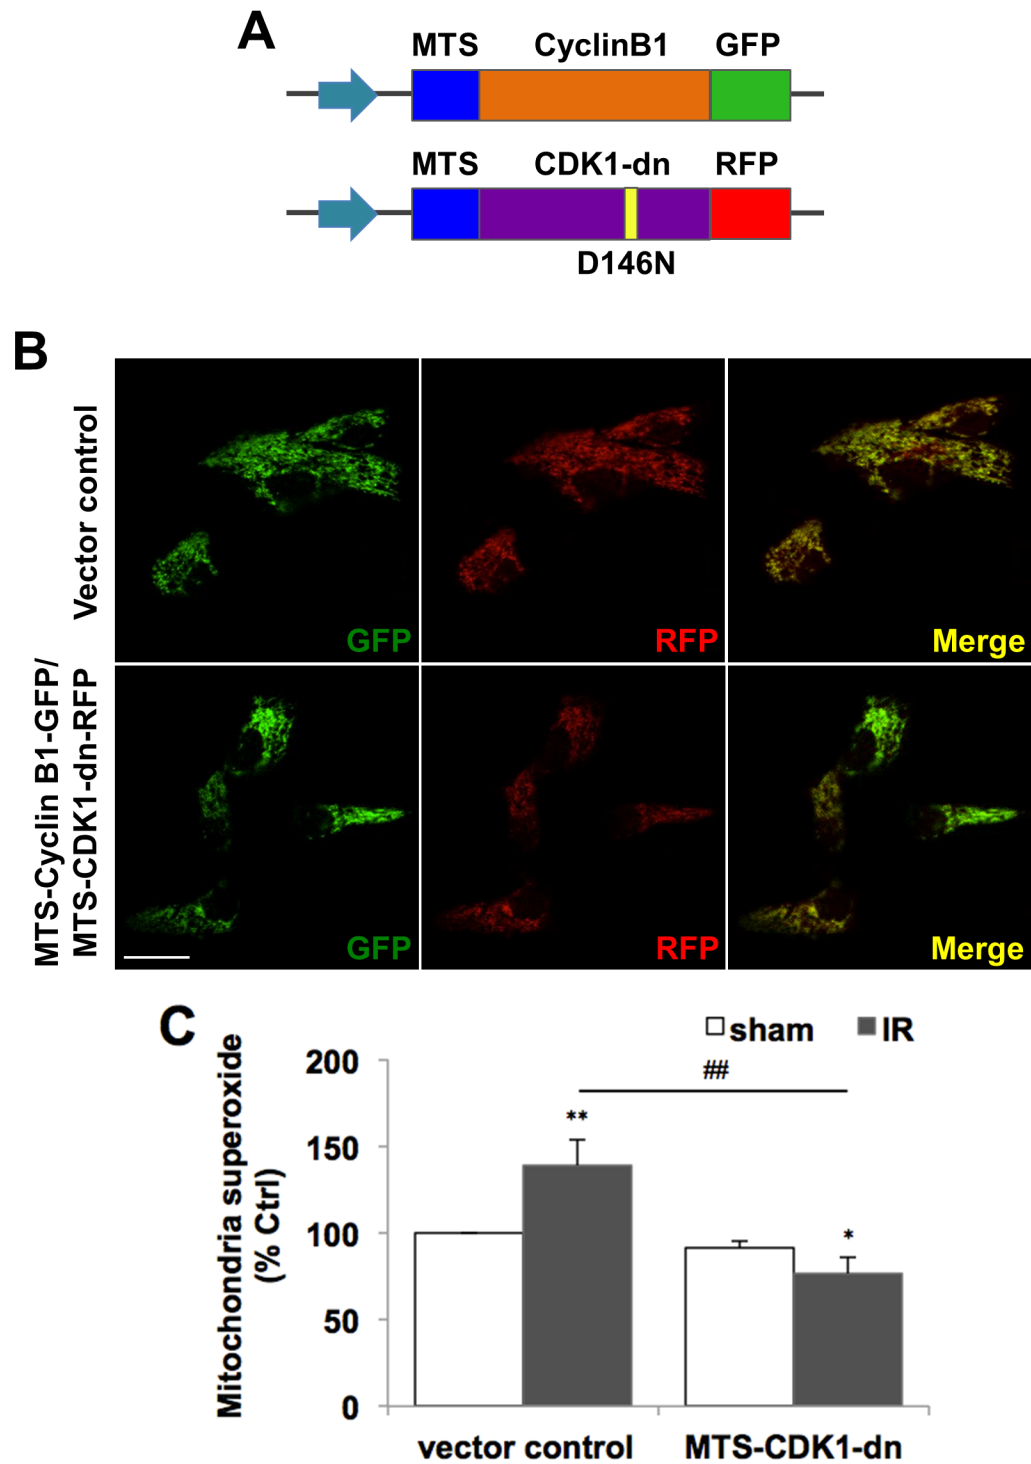 A
MTS CyclinB1 GFP
MTS CDK1-dn RFP
D146N
B
Vector control
GFP RFP Merge
MTS-Cyclin B1-GFP/
MTS-CDK1-dn-RFP
GFP RFP Merge
C
sham IR
Mitochondria superoxide
(% Ctrl)
200
150
100
50
0
##
**
*
vector control MTS-CDK1-dn